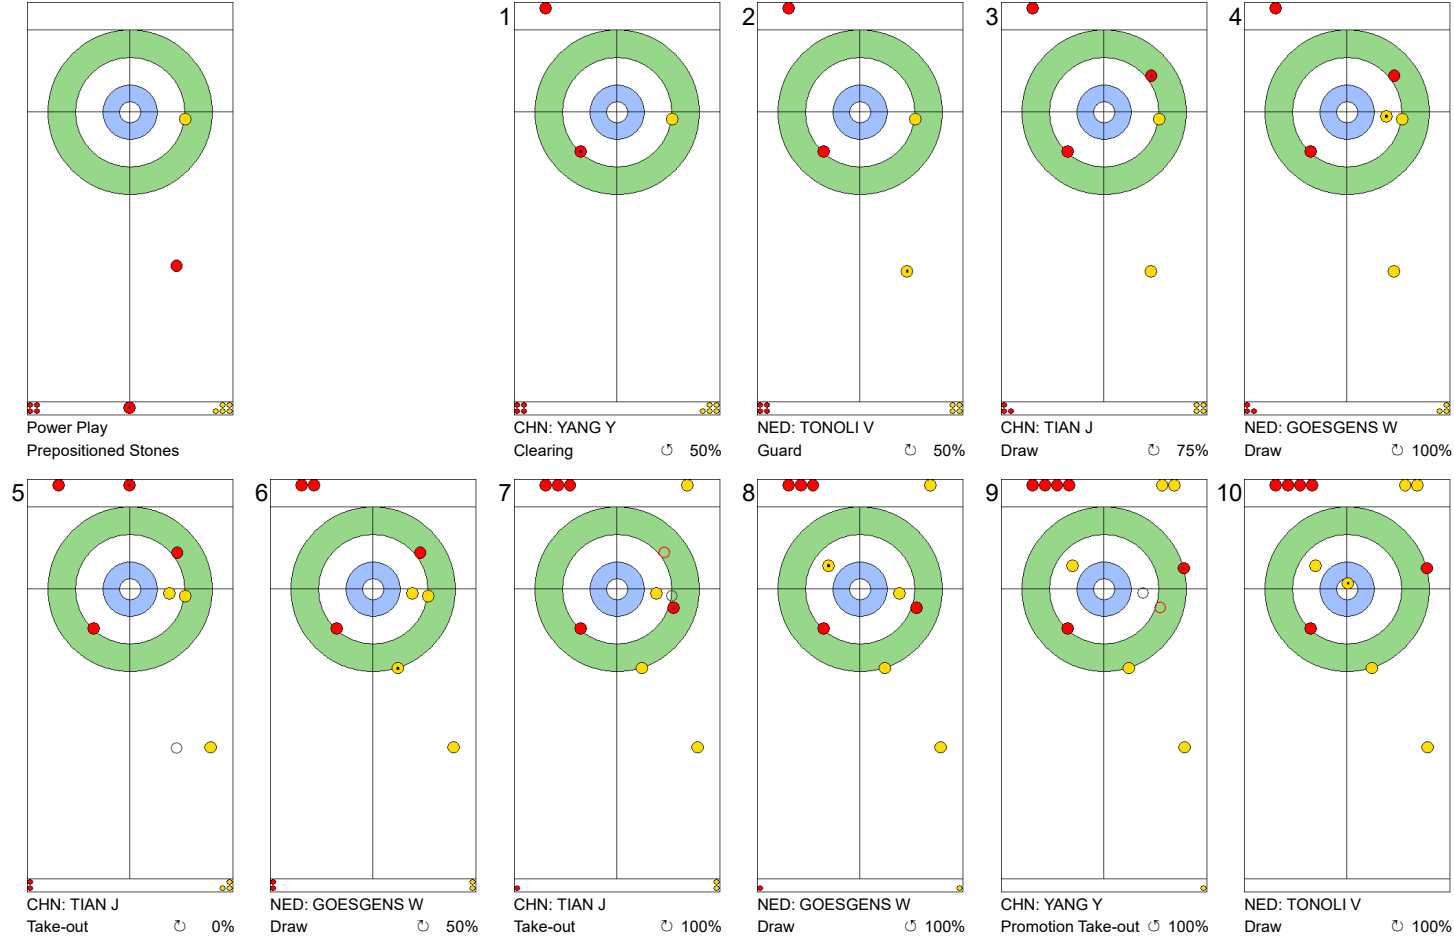 Power Play
Prepositioned Stones
1
CHN: YANG Y
Clearing ↺ 50%
2
NED: TONOLI V
Guard ↻ 50%
3
CHN: TIAN J
Draw ↻ 75%
4
NED: GOESGENS W
Draw ↻ 100%
5
CHN: TIAN J
Take-out ↻ 0%
6
NED: GOESGENS W
Draw ↻ 50%
7
CHN: TIAN J
Take-out ↻ 100%
8
NED: GOESGENS W
Draw ↺ 100%
9
CHN: YANG Y
Promotion Take-out ↺ 100%
10
NED: TONOLI V
Draw ↻ 100%